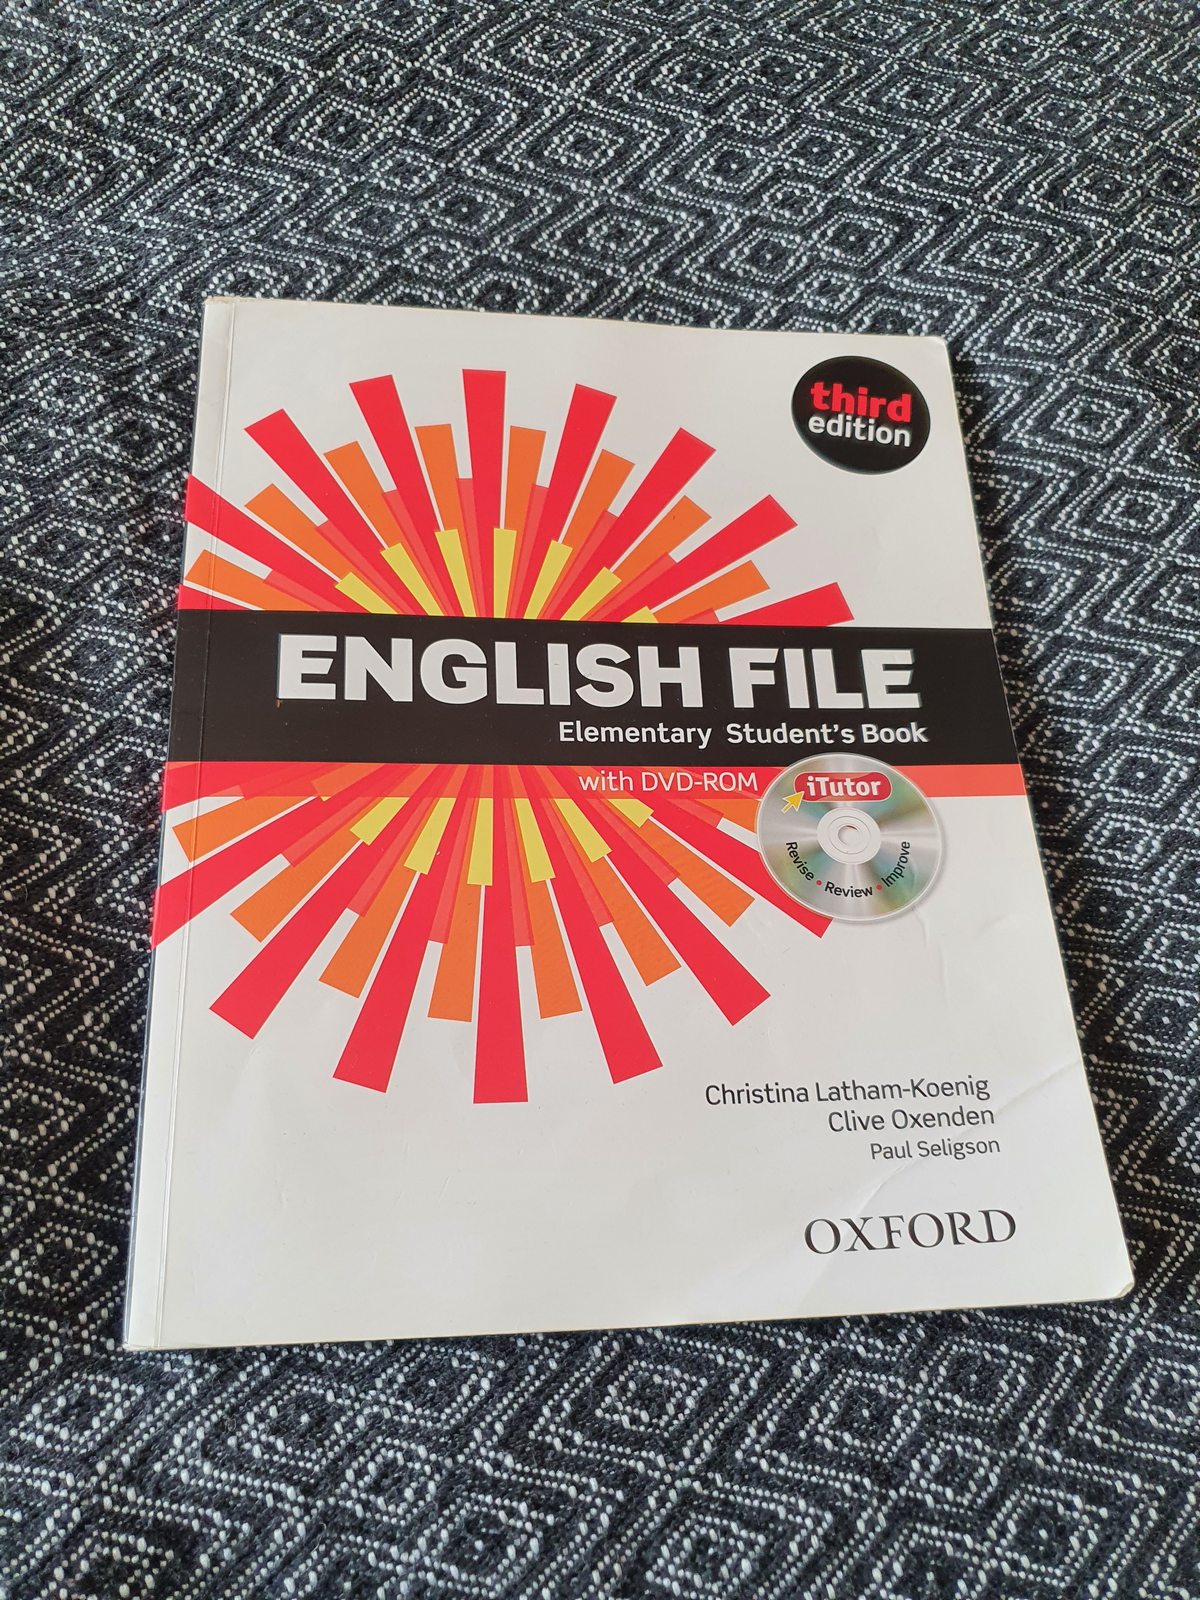 third
edition
ENGLISH FILE
Elementary Student's Book
with DVD-ROM
iTutor
Revise • Review • Improve
Christina Latham-Koenig
Clive Oxenden
Paul Seligson
OXFORD